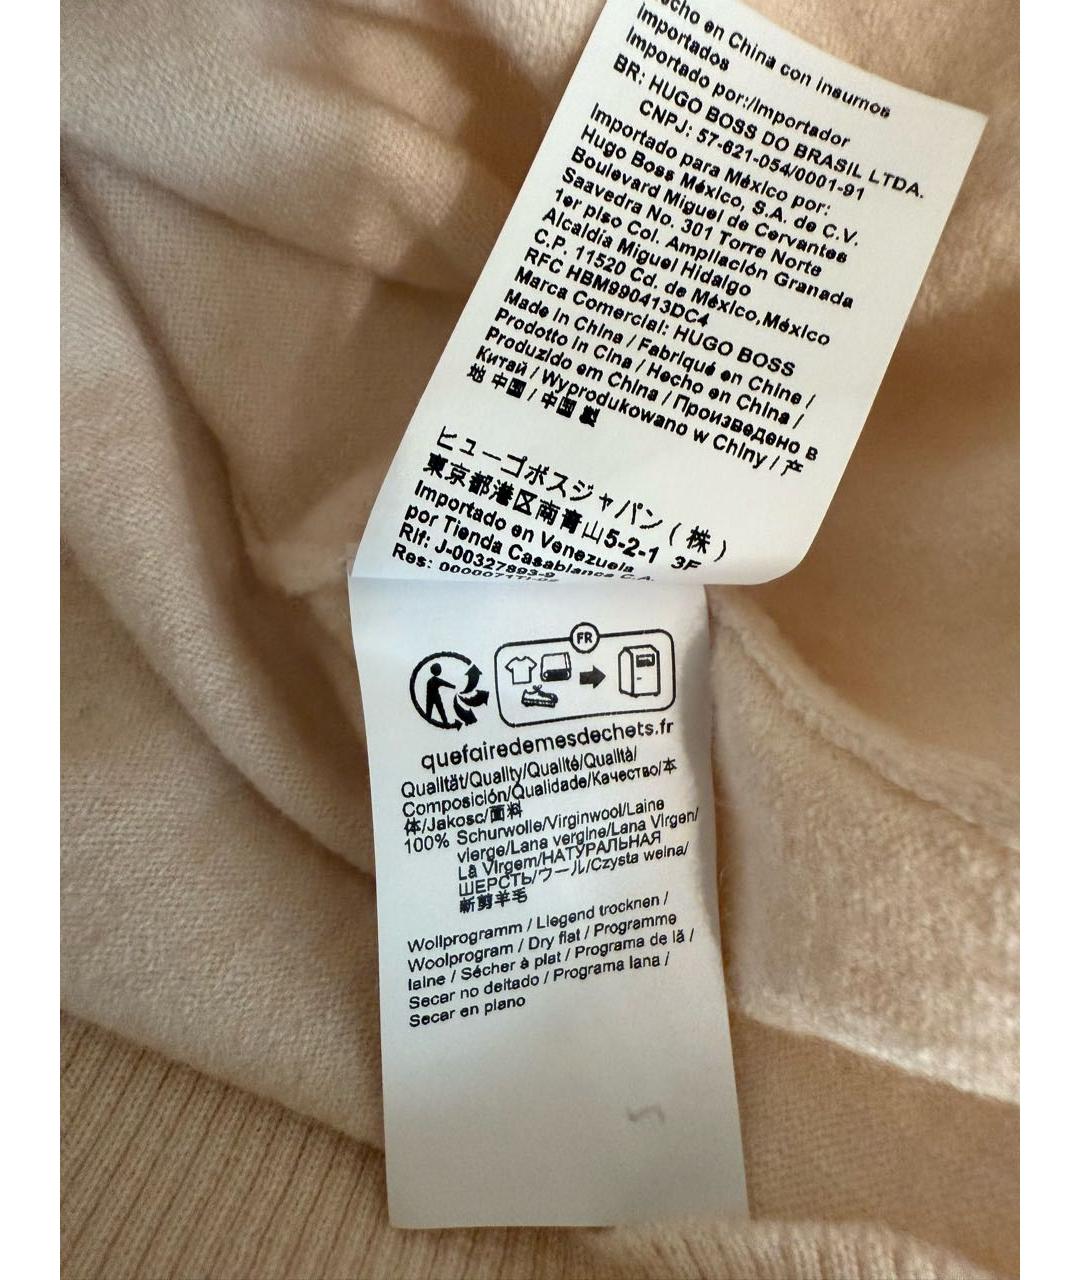 echo en China con insumos
Importados
Importado por:/Importador
BR: HUGO BOSS DO BRASIL LTDA.
CNPJ: 57-621-054/0001-91
Importado para México por:
Hugo Boss México, S.A. de C.V.
Boulevard Miguel de Cervantes
Saavedra No. 301 Torre Norte
1er piso Col. Ampliación Granada
Alcaldía Miguel Hidalgo
C.P. 11520 Cd. de México,México
RFC HBM990413DC4
Marca Comercial: HUGO BOSS
Made in China / Fabriqué en Chine /
Prodotto in Cina / Hecho en China /
Produzido em China / Произведено в
Китай / Wyprodukowano w Chiny / 产
地 中国 / 中國 製
ヒューゴボスジャパン (株)
東京都港区南青山5-2-1 3F
Importado en Venezuela
por Tienda Casablanca C.A.
Rif: J-00327893-9
Res:
FR
quefairedemesdechets.fr
Qualität/Quality/Qualité/Qualità/
Composición/Qualidade/Качество/本
体/Jakosc/面料
100% Schurwolle/Virginwool/Laine
vierge/Lana vergine/Lana Virgen/
Lã Virgem/НАТУРАЛЬНАЯ
ШЕРСТЬ/ウール/Czysta welna/
新剪羊毛
Wollprogramm / Liegend trocknen /
Woolprogram / Dry flat / Programme
laine / Sécher à plat / Programa de lã /
Secar no deitado / Programa lana /
Secar en plano